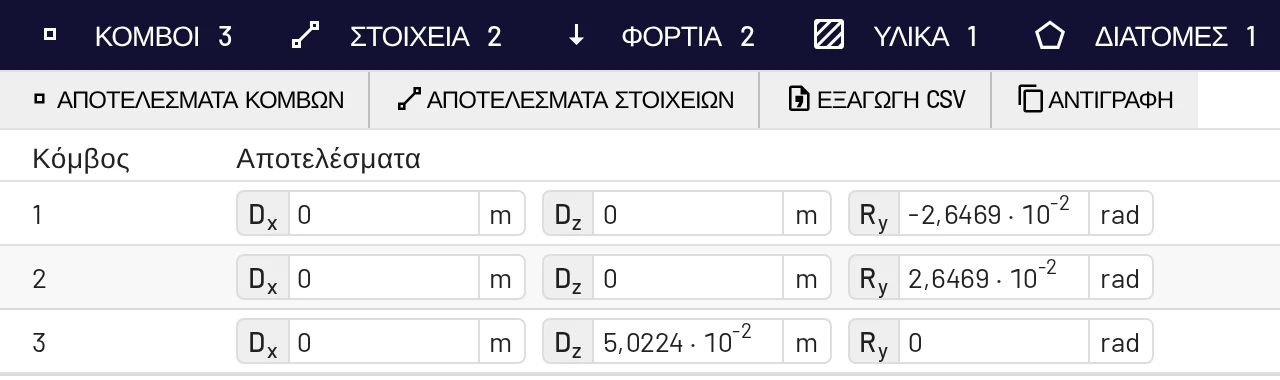 ΚΟΜΒΟΙ 3 ΣΤΟΙΧΕΙΑ 2 ΦΟΡΤΙΑ 2 ΥΛΙΚΑ 1 ΔΙΑΤΟΜΕΣ 1
ΑΠΟΤΕΛΕΣΜΑΤΑ ΚΟΜΒΩΝ ΑΠΟΤΕΛΕΣΜΑΤΑ ΣΤΟΙΧΕΙΩΝ ΕΞΑΓΩΓΗ CSV ΑΝΤΙΓΡΑΦΗ
Κόμβος Αποτελέσματα
1 Dx 0 m Dz 0 m Ry -2,6469 · 10⁻² rad
2 Dx 0 m Dz 0 m Ry 2,6469 · 10⁻² rad
3 Dx 0 m Dz 5,0224 · 10⁻² m Ry 0 rad